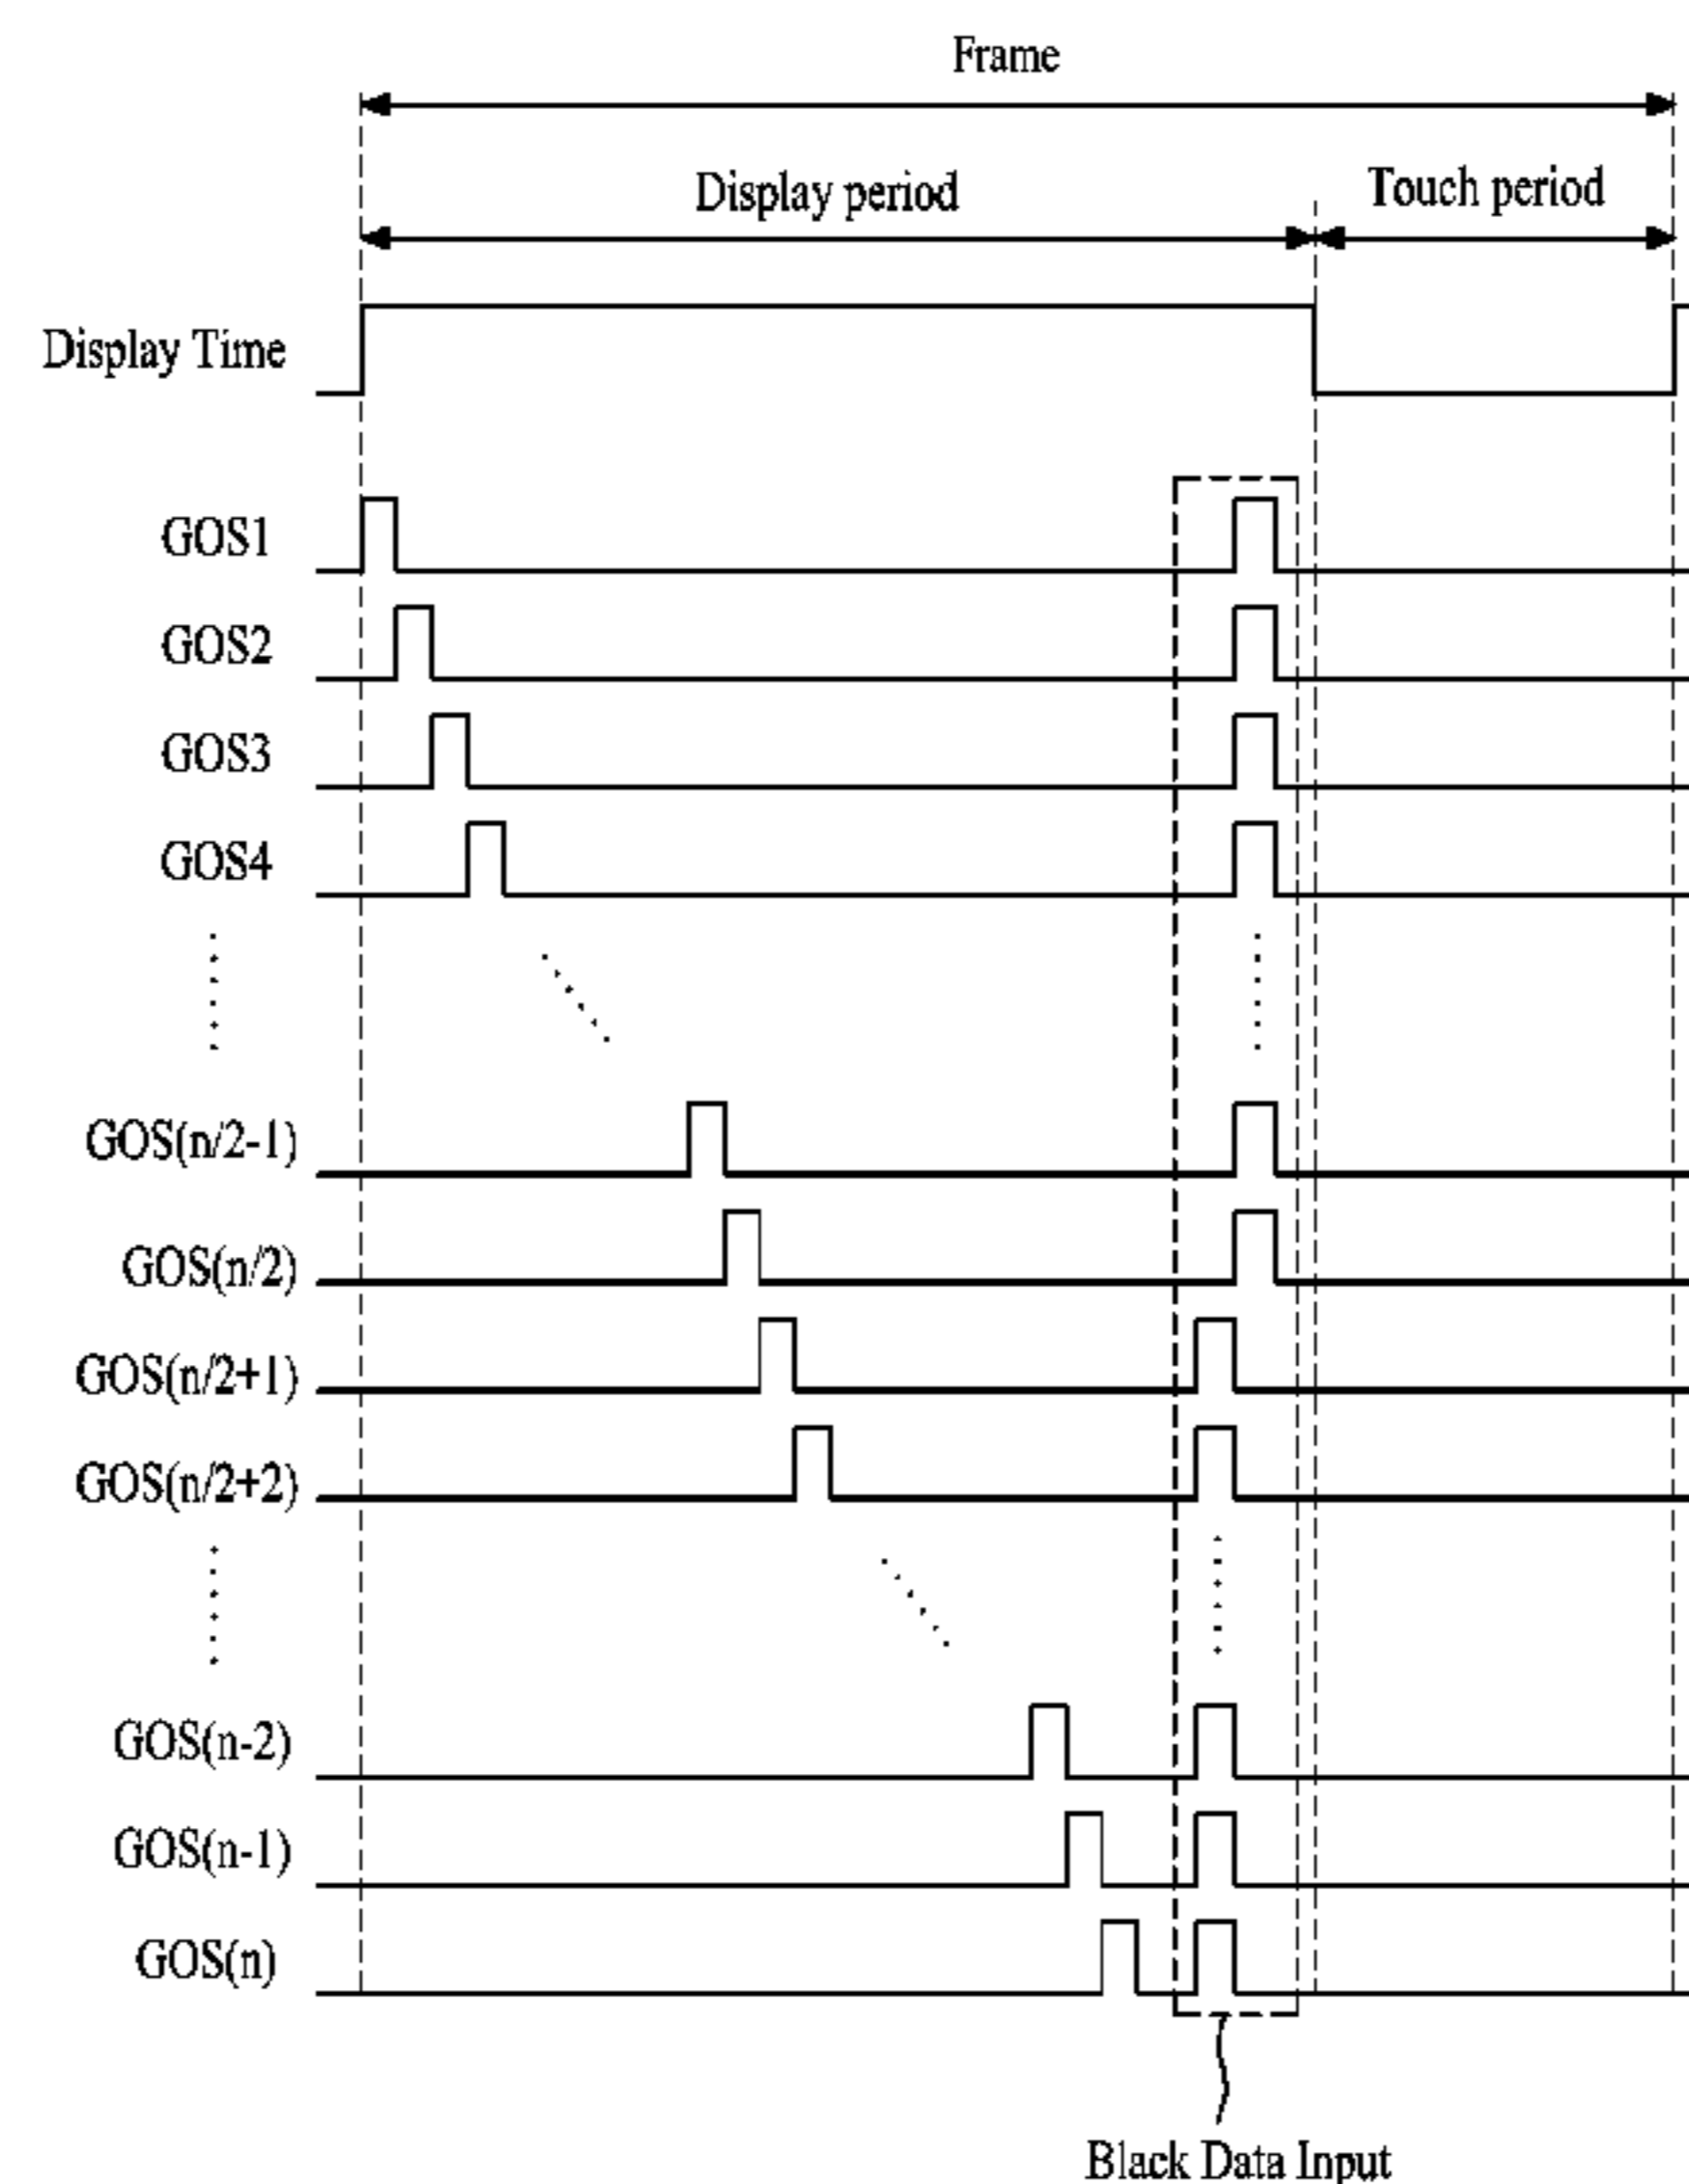 Frame
Display period
Touch period
Display Time
GOS1
GOS2
GOS3
GOS4
GOS(n/2-1)
GOS(n/2)
GOS(n/2+1)
GOS(n/2+2)
GOS(n-2)
GOS(n-1)
GOS(n)
Black Data Input